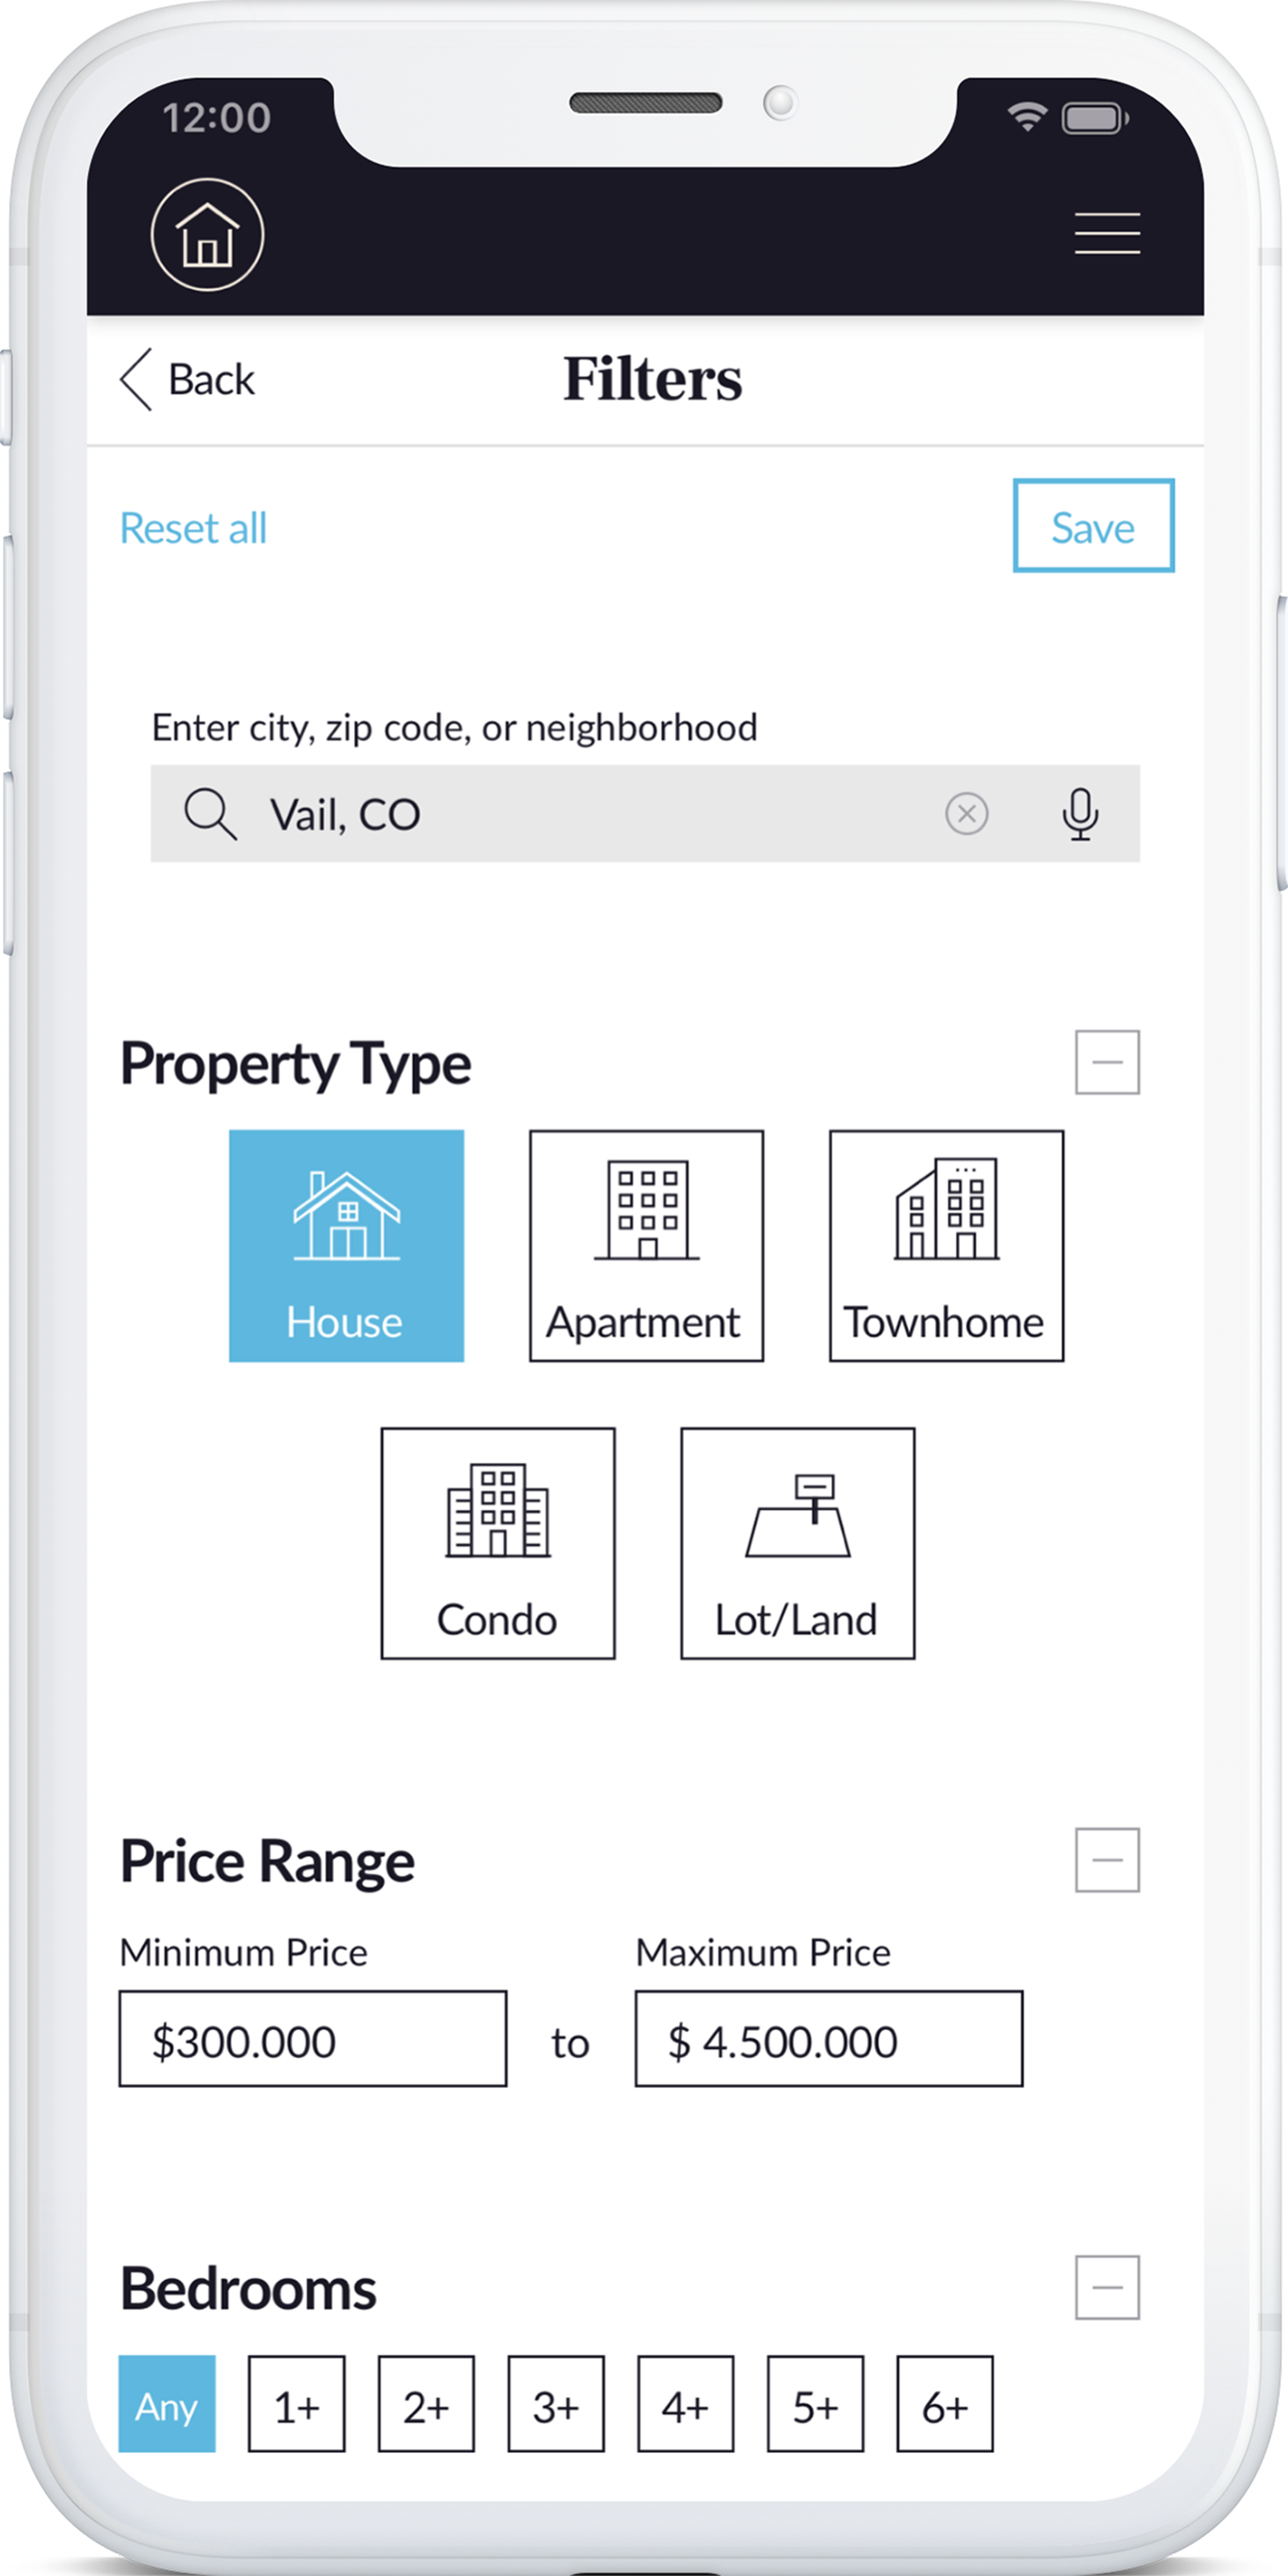 12:00
Back
Filters
Reset all
Save
Enter city, zip code, or neighborhood
Vail, CO
Property Type
House
Apartment
Townhome
Condo
Lot/Land
Price Range
Minimum Price
Maximum Price
$300.000
to
$ 4.500.000
Bedrooms
Any
1+
2+
3+
4+
5+
6+